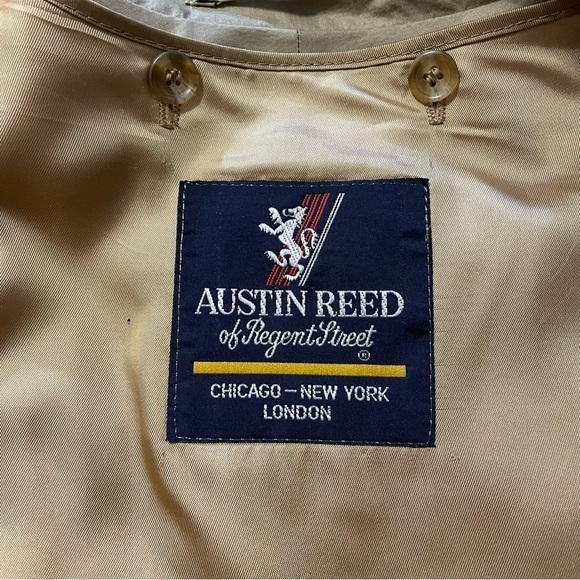 AUSTIN REED
of Regent Street
®
CHICAGO – NEW YORK
LONDON